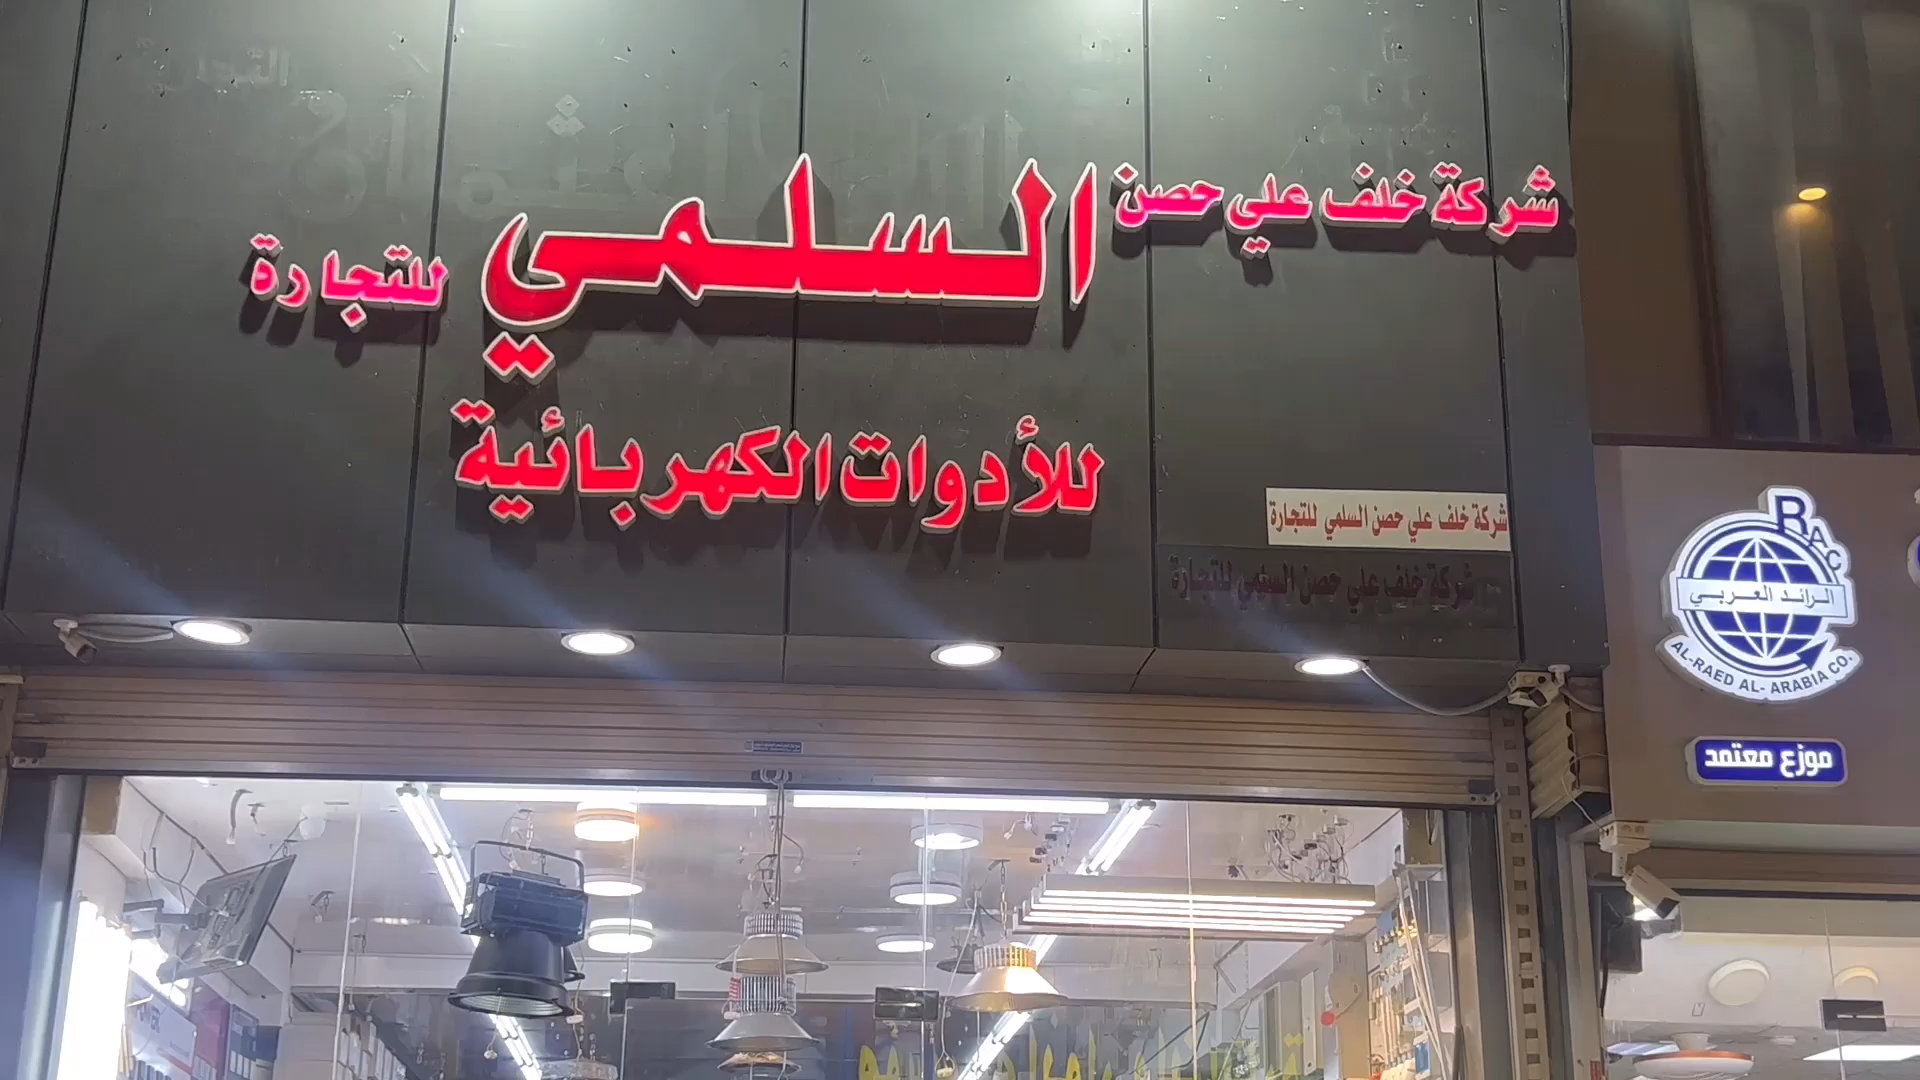 شركة خلف علي حصن السلمي للتجارة
للأدوات الكهربائية
شركة خلف علي حصن السلمي للتجارة
شركة خلف علي حصن السلمي للتجارة
RAC
الرائد العربي
AL-RAED AL-ARABIA CO.
موزع معتمد